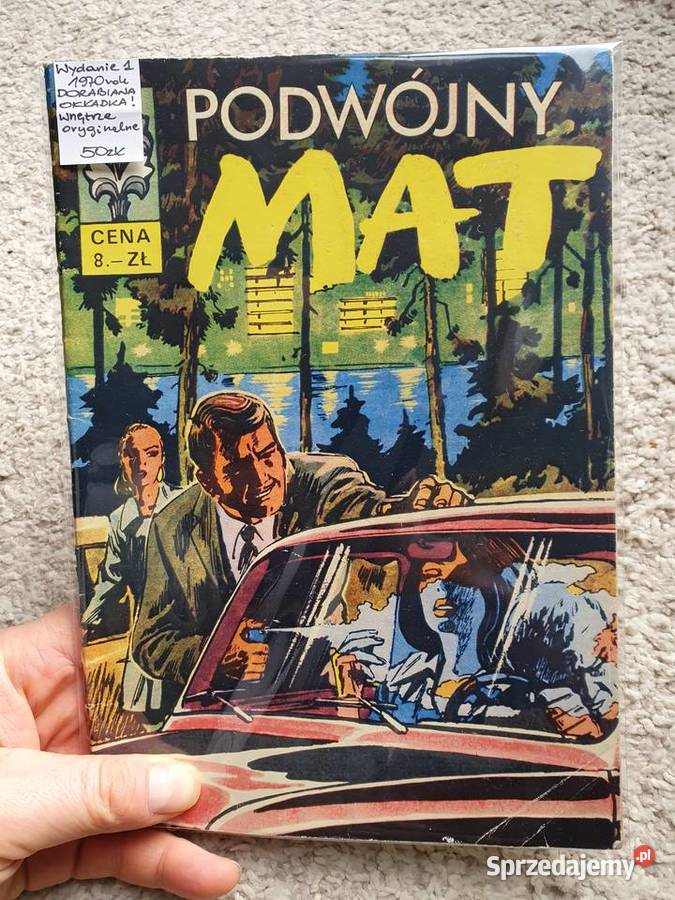 Wydanie 1
1970 rok
DORABIANA
OKŁADKA!
Wnętrze
oryginalne
50zł
PODWÓJNY
MAT
CENA
8.–ZŁ
Sprzedajemy.pl